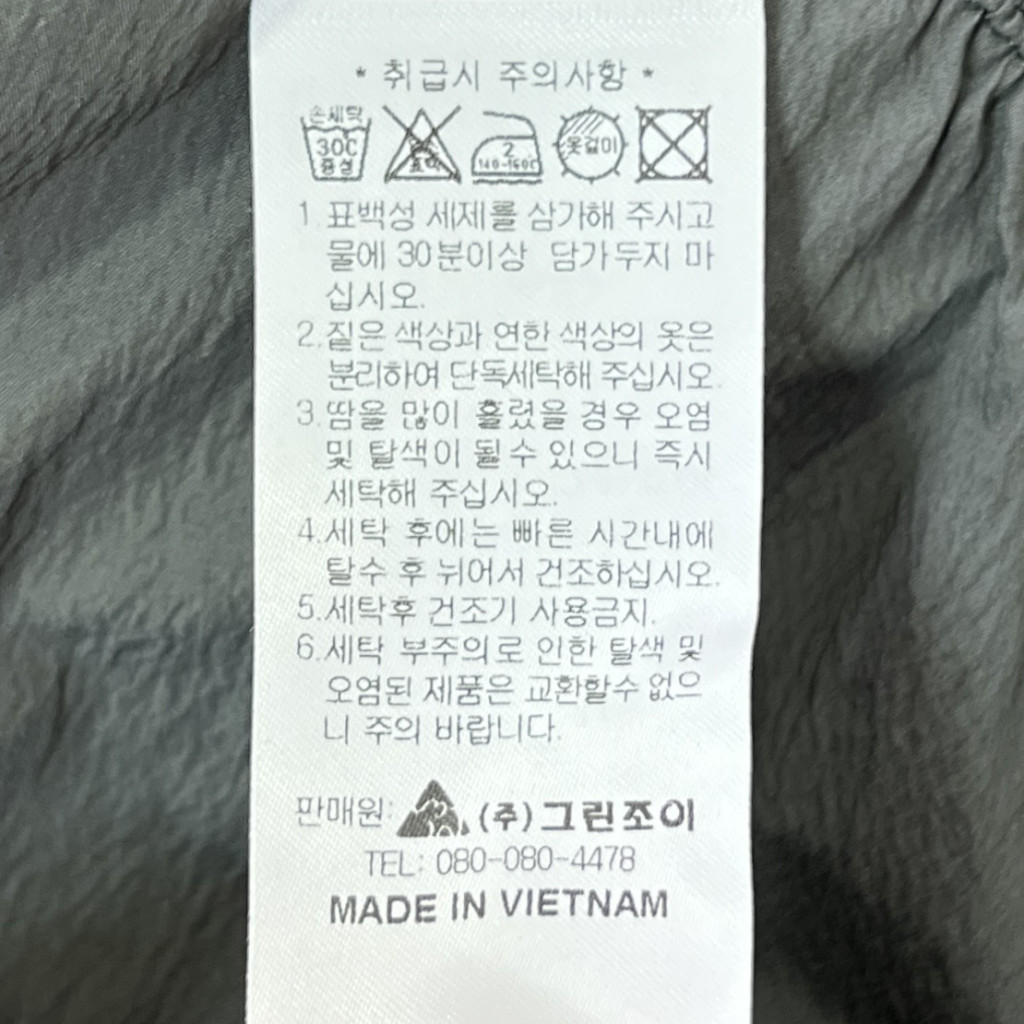 * 취급시 주의사항 *
손세탁
30C
중성
표백
2
140-160C
옷걸이
1.표백성 세제를 삼가해 주시고
물에 30분이상 담가두지 마
십시오.
2.짙은 색상과 연한 색상의 옷은
분리하여 단독세탁해 주십시오.
3.땀을 많이 흘렸을 경우 오염
및 탈색이 될수 있으니 즉시
세탁해 주십시오.
4.세탁 후에는 빠른 시간내에
탈수 후 뉘어서 건조하십시오.
5.세탁후 건조기 사용금지.
6.세탁 부주의로 인한 탈색 및
오염된 제품은 교환할수 없으
니 주의 바랍니다.
판매원: (주)그린조이
TEL: 080-080-4478
MADE IN VIETNAM